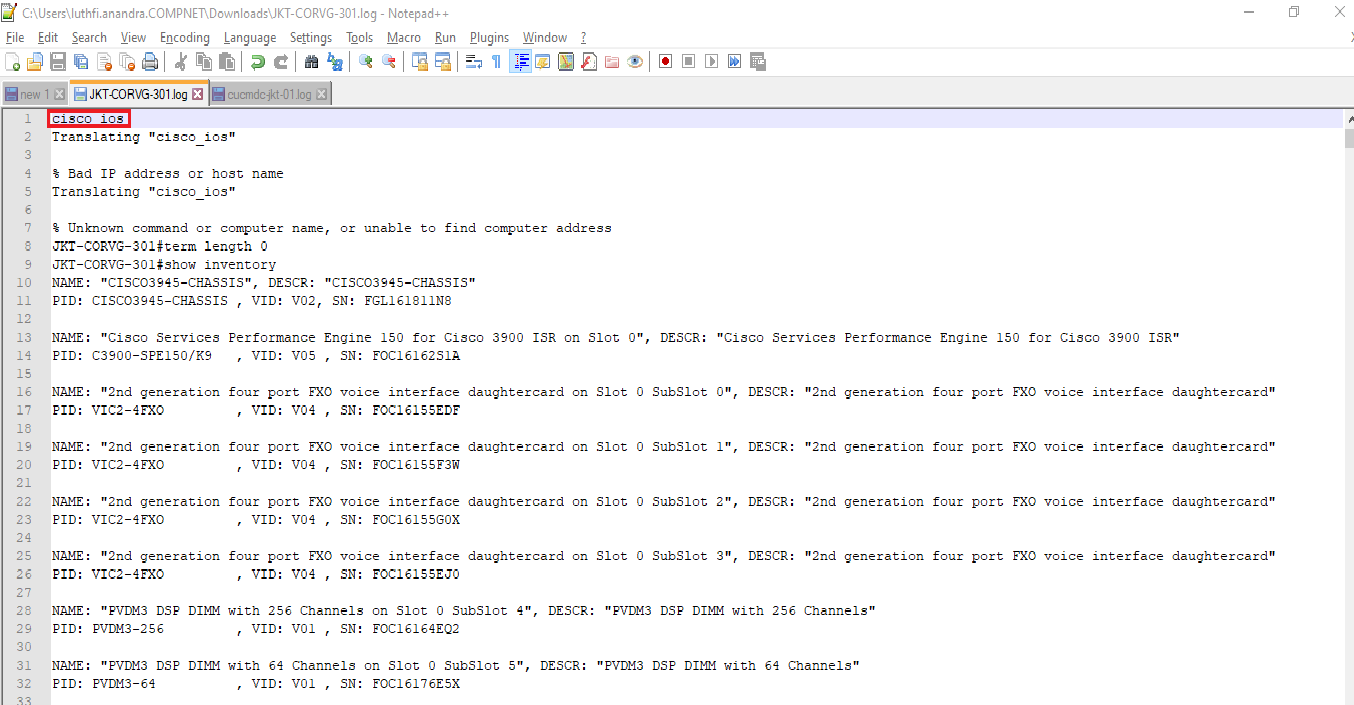 C:\Users\luthfi.anandra.COMPNET\Downloads\JKT-CORVG-301.log - Notepad++
File Edit Search View Encoding Language Settings Tools Macro Run Plugins Window ?
new 1 JKT-CORVG-301.log cucmdc-jkt-01.log
1 cisco_ios
2 Translating "cisco_ios"
3
4 % Bad IP address or host name
5 Translating "cisco_ios"
6
7 % Unknown command or computer name, or unable to find computer address
8 JKT-CORVG-301#term length 0
9 JKT-CORVG-301#show inventory
10 NAME: "CISCO3945-CHASSIS", DESCR: "CISCO3945-CHASSIS"
11 PID: CISCO3945-CHASSIS , VID: V02, SN: FGL161811N8
12
13 NAME: "Cisco Services Performance Engine 150 for Cisco 3900 ISR on Slot 0", DESCR: "Cisco Services Performance Engine 150 for Cisco 3900 ISR"
14 PID: C3900-SPE150/K9 , VID: V05 , SN: FOC16162S1A
15
16 NAME: "2nd generation four port FXO voice interface daughtercard on Slot 0 SubSlot 0", DESCR: "2nd generation four port FXO voice interface daughtercard"
17 PID: VIC2-4FXO , VID: V04 , SN: FOC16155EDF
18
19 NAME: "2nd generation four port FXO voice interface daughtercard on Slot 0 SubSlot 1", DESCR: "2nd generation four port FXO voice interface daughtercard"
20 PID: VIC2-4FXO , VID: V04 , SN: FOC16155F3W
21
22 NAME: "2nd generation four port FXO voice interface daughtercard on Slot 0 SubSlot 2", DESCR: "2nd generation four port FXO voice interface daughtercard"
23 PID: VIC2-4FXO , VID: V04 , SN: FOC16155G0X
24
25 NAME: "2nd generation four port FXO voice interface daughtercard on Slot 0 SubSlot 3", DESCR: "2nd generation four port FXO voice interface daughtercard"
26 PID: VIC2-4FXO , VID: V04 , SN: FOC16155EJ0
27
28 NAME: "PVDM3 DSP DIMM with 256 Channels on Slot 0 SubSlot 4", DESCR: "PVDM3 DSP DIMM with 256 Channels"
29 PID: PVDM3-256 , VID: V01 , SN: FOC16164EQ2
30
31 NAME: "PVDM3 DSP DIMM with 64 Channels on Slot 0 SubSlot 5", DESCR: "PVDM3 DSP DIMM with 64 Channels"
32 PID: PVDM3-64 , VID: V01 , SN: FOC16176E5X
33